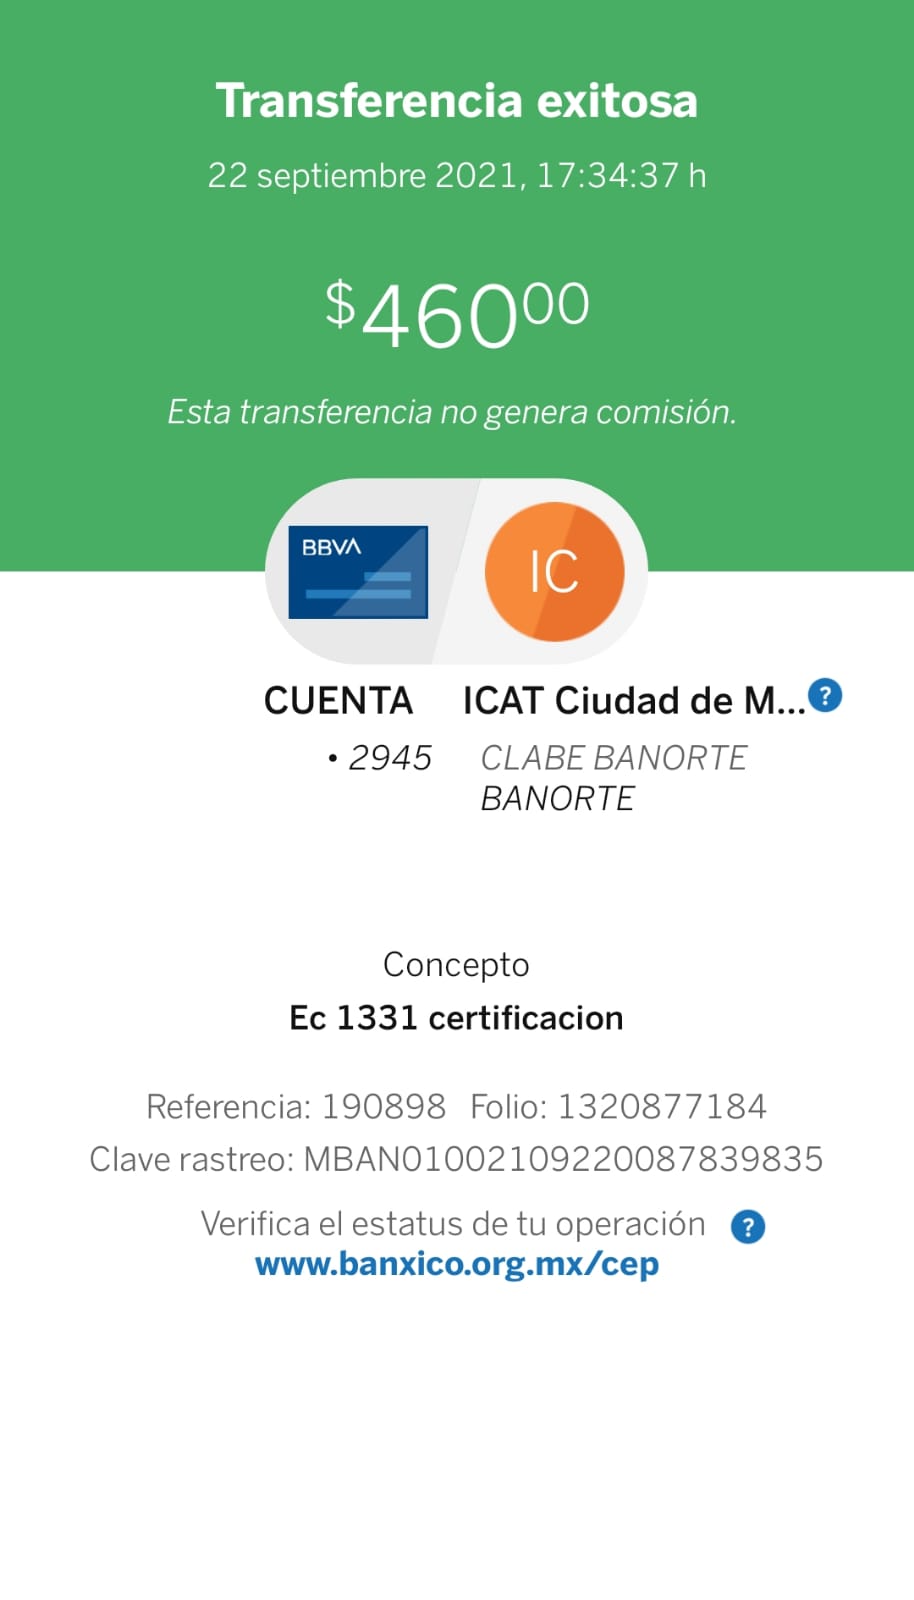 Transferencia exitosa
22 septiembre 2021, 17:34:37 h
$46000
Esta transferencia no genera comisión.
BBVA
IC
CUENTA
• 2945
ICAT Ciudad de M...?
CLABE BANORTE
BANORTE
Concepto
Ec 1331 certificacion
Referencia: 190898 Folio: 1320877184
Clave rastreo: MBAN01002109220087839835
Verifica el estatus de tu operación ?
www.banxico.org.mx/cep